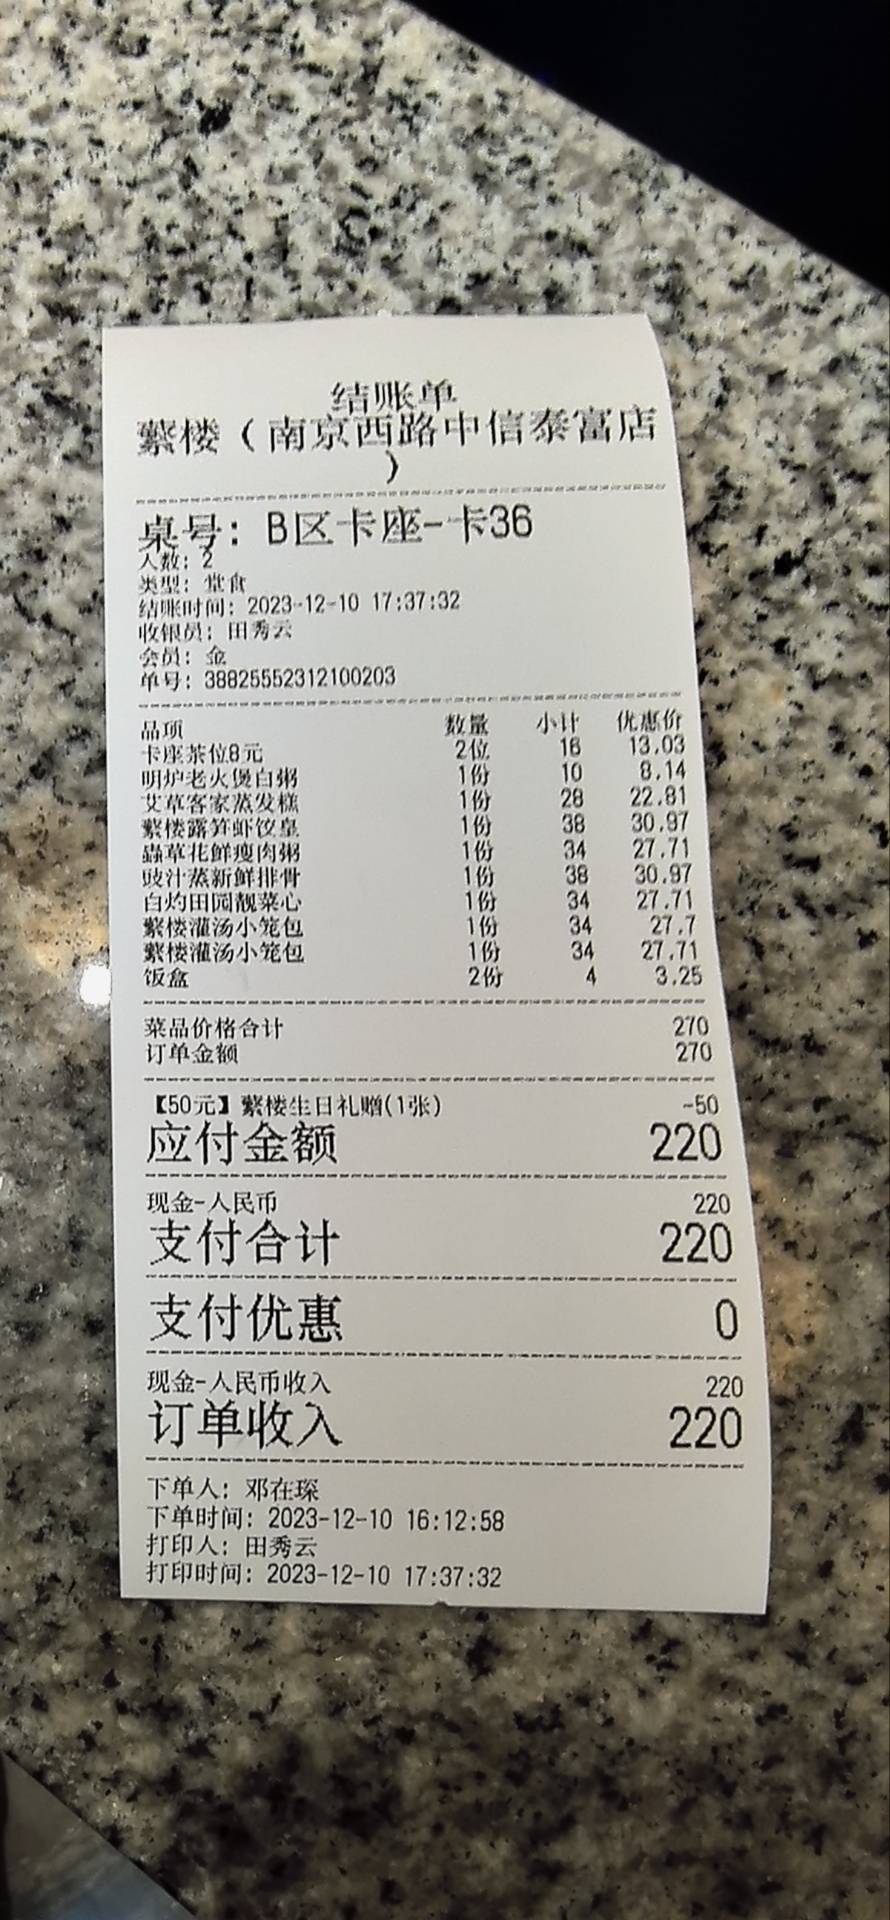 结账单
蘩楼（南京西路中信泰富店
）
桌号：B区卡座-卡36
人数：2
类型：堂食
结账时间：2023-12-10 17:37:32
收银员：田秀云
会员：金
单号：38825552312100203
品项 数量 小计 优惠价
卡座茶位8元 2位 16 13.03
明炉老火煲白粥 1份 10 8.14
艾草客家蒸发糕 1份 28 22.81
蘩楼露笋虾饺皇 1份 38 30.97
蟲草花鲜瘦肉粥 1份 34 27.71
豉汁蒸新鲜排骨 1份 38 30.97
白灼田园靓菜心 1份 34 27.71
蘩楼灌汤小笼包 1份 34 27.7
蘩楼灌汤小笼包 1份 34 27.71
饭盒 2份 4 3.25
菜品价格合计 270
订单金额 270
【50元】蘩楼生日礼赠(1张) -50
应付金额 220
现金-人民币 220
支付合计 220
支付优惠 0
现金-人民币收入 220
订单收入 220
下单人：邓在琛
下单时间：2023-12-10 16:12:58
打印人：田秀云
打印时间：2023-12-10 17:37:32